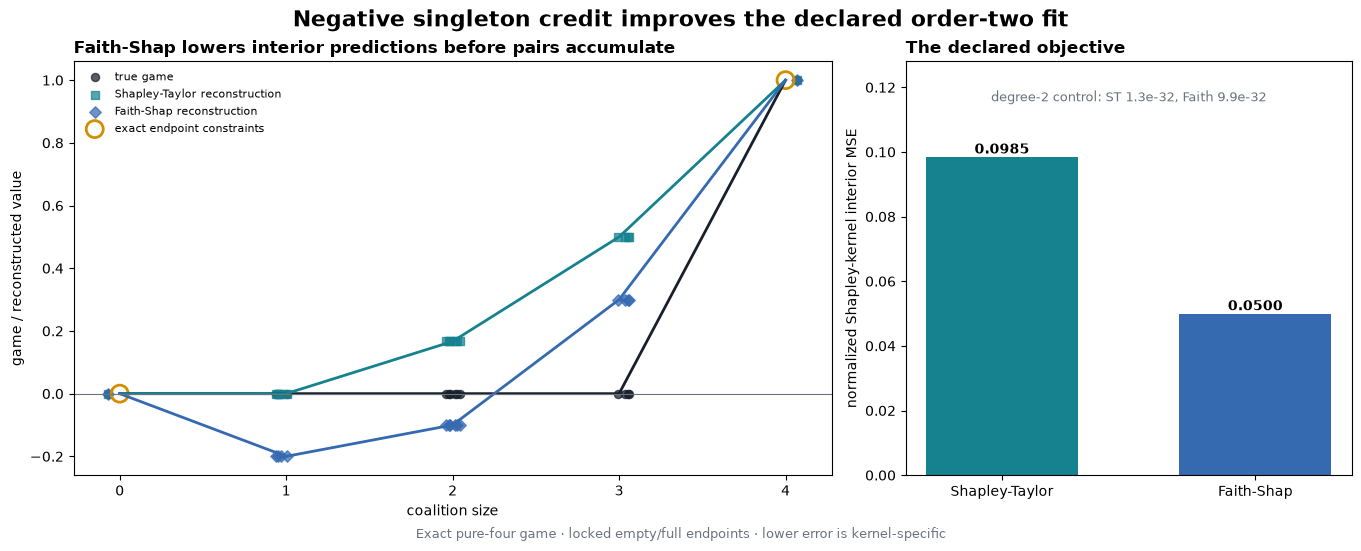 Negative singleton credit improves the declared order-two fit
Faith-Shap lowers interior predictions before pairs accumulate
true game
Shapley-Taylor reconstruction
Faith-Shap reconstruction
exact endpoint constraints
game / reconstructed value
1.0
0.8
0.6
0.4
0.2
0.0
−0.2
0
1
2
3
4
coalition size
The declared objective
degree-2 control: ST 1.3e-32, Faith 9.9e-32
normalized Shapley-kernel interior MSE
0.12
0.10
0.08
0.06
0.04
0.02
0.00
0.0985
0.0500
Shapley-Taylor
Faith-Shap
Exact pure-four game · locked empty/full endpoints · lower error is kernel-specific